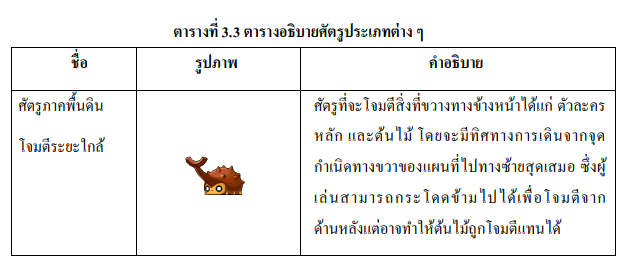 ตารางที่ 3.3 ตารางอธิบายศัตรูประเภทต่าง ๆ
ชื่อ
รูปภาพ
คำอธิบาย
ศัตรูภาคพื้นดิน
โจมตีระยะใกล้
ศัตรูที่จะโจมตีสิ่งที่ขวางทางข้างหน้าได้แก่ ตัวละคร
หลัก และต้นไม้ โดยจะมีทิศทางการเดินจากจุด
กำเนิดทางขวาของแผนที่ไปทางซ้ายสุดเสมอ ซึ่งผู้
เล่นสามารถกระโดดข้ามไปได้เพื่อโจมตีจาก
ด้านหลังแต่อาจทำให้ต้นไม้ถูกโจมตีแทนได้